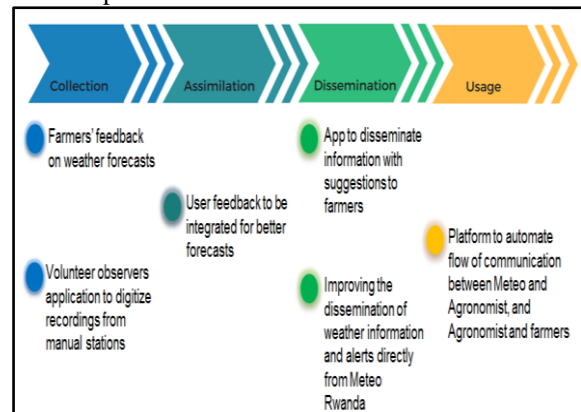 Collection
Assimilation
Dissemination
Usage
Farmers' feedback
on weather forecasts
Volunteer observers
application to digitize
recordings from
manual stations
User feedback to be
integrated for better
forecasts
App to disseminate
information with
suggestions to
farmers
Improving the
dissemination of
weather information
and alerts directly
from Meteo
Rwanda
Platform to automate
flow of communication
between Meteo and
Agronomist, and
Agronomist and farmers